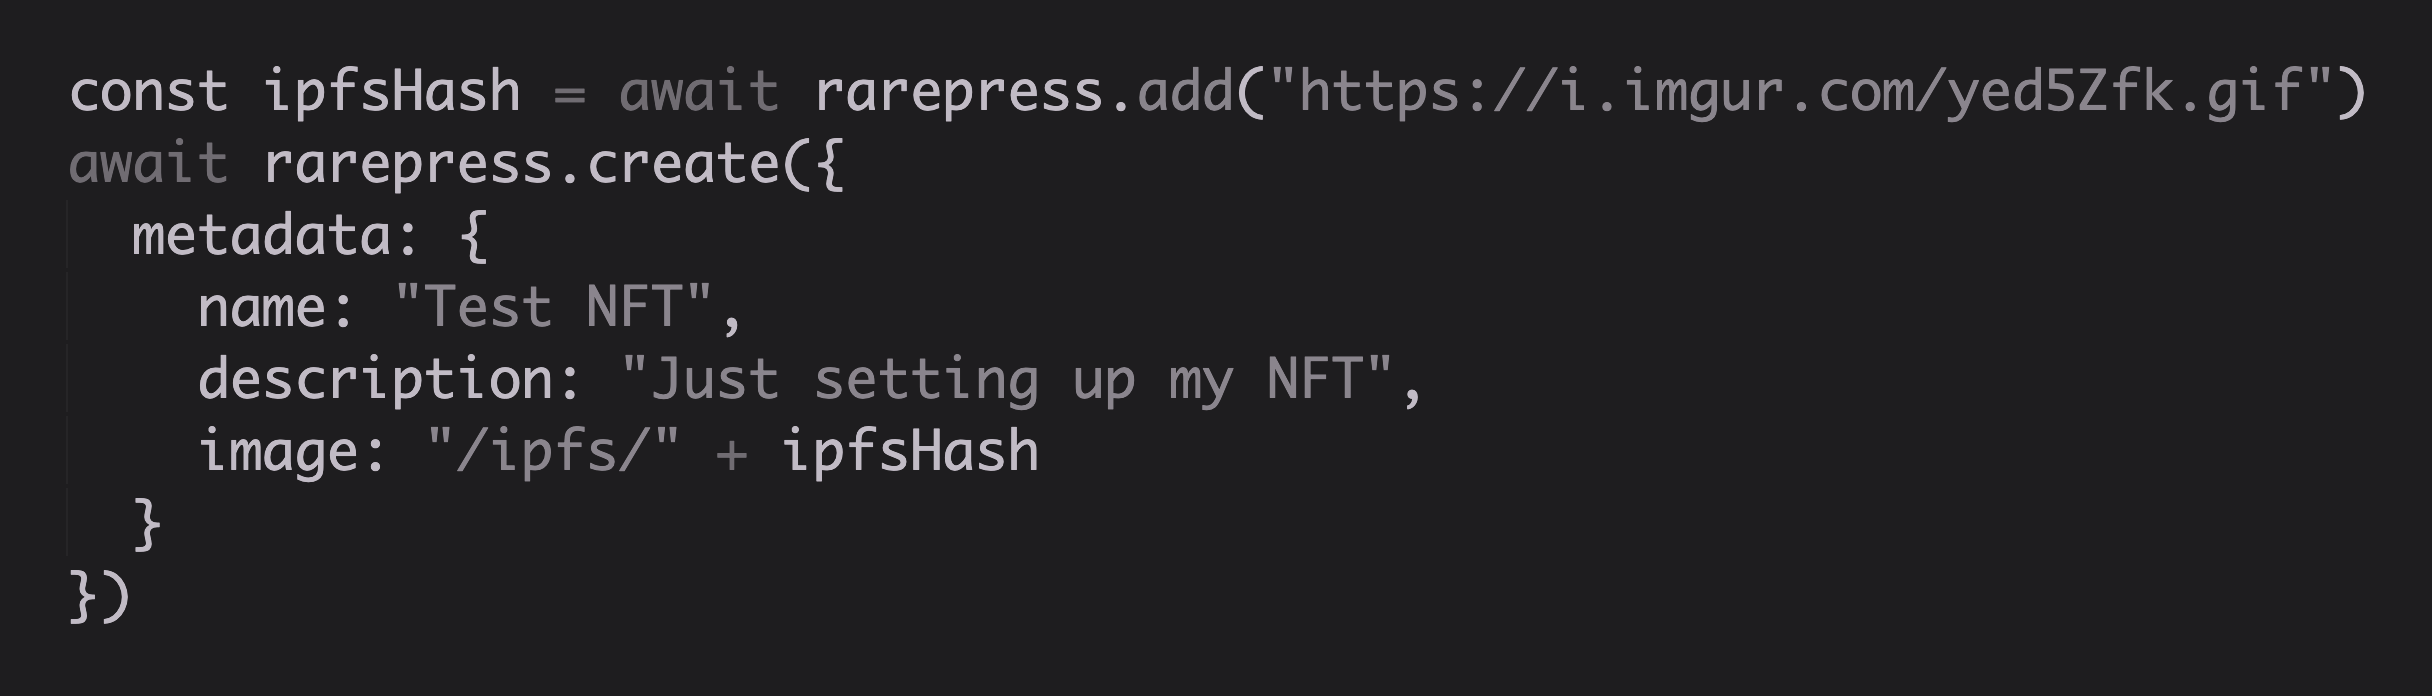 const ipfsHash = await rarepress.add("https://i.imgur.com/yed5Zfk.gif")
await rarepress.create({
  metadata: {
    name: "Test NFT",
    description: "Just setting up my NFT",
    image: "/ipfs/" + ipfsHash
  }
})